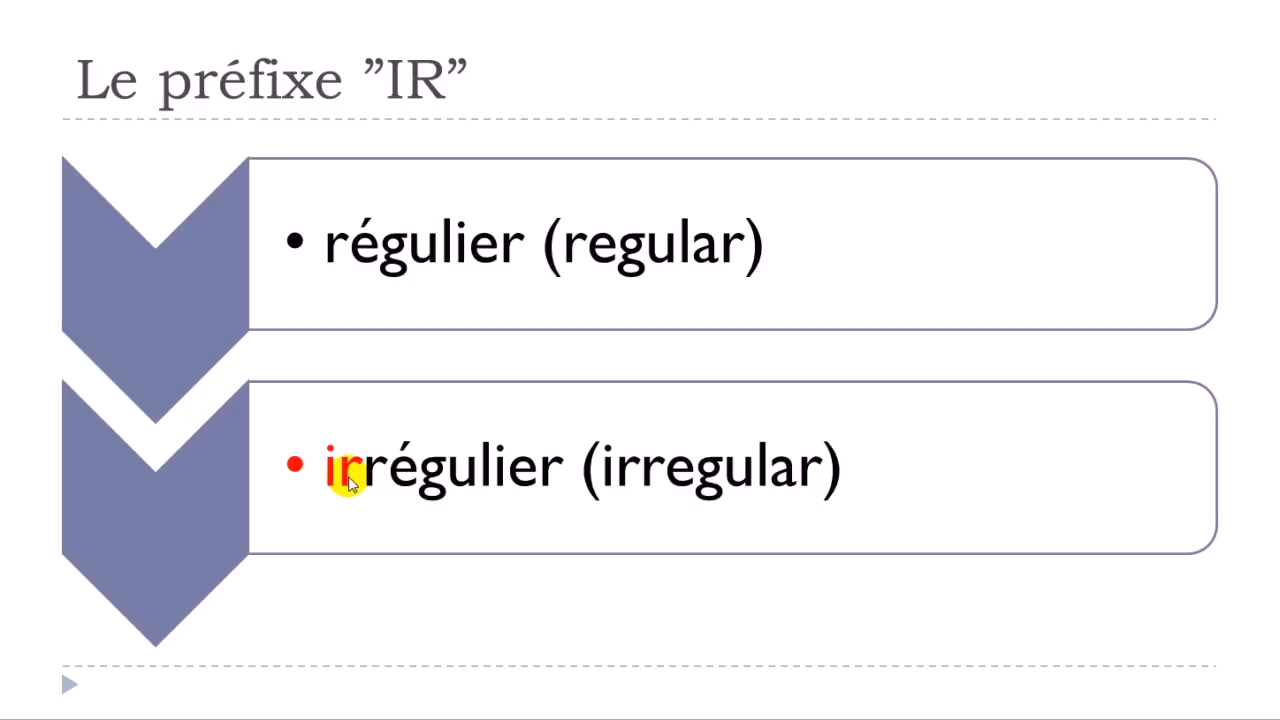 Le préfixe ”IR”
• régulier (regular)
• irrégulier (irregular)